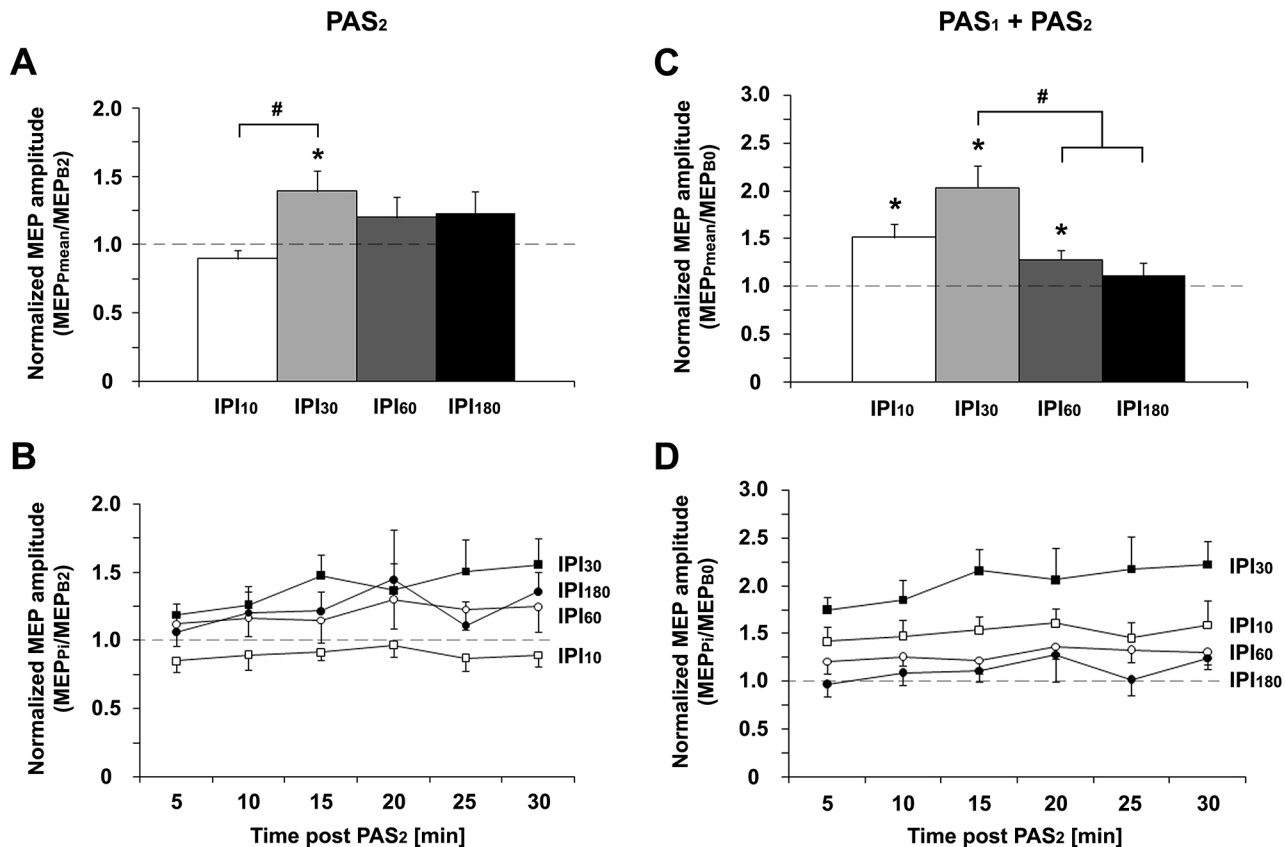 PAS2
PAS1 + PAS2
A
Normalized MEP amplitude
(MEPPmean/MEPB2)
2.0
1.5
1.0
0.5
0
#
*
IPI10 IPI30 IPI60 IPI180
C
Normalized MEP amplitude
(MEPPmean/MEPB0)
3.0
2.5
2.0
1.5
1.0
0.5
0
#
*
*
*
IPI10 IPI30 IPI60 IPI180
B
Normalized MEP amplitude
(MEPPi/MEPB2)
2.0
1.5
1.0
0.5
0
IPI30
IPI180
IPI60
IPI10
5 10 15 20 25 30
Time post PAS2 [min]
D
Normalized MEP amplitude
(MEPPi/MEPB0)
3.0
2.5
2.0
1.5
1.0
0.5
0
IPI30
IPI10
IPI60
IPI180
5 10 15 20 25 30
Time post PAS2 [min]